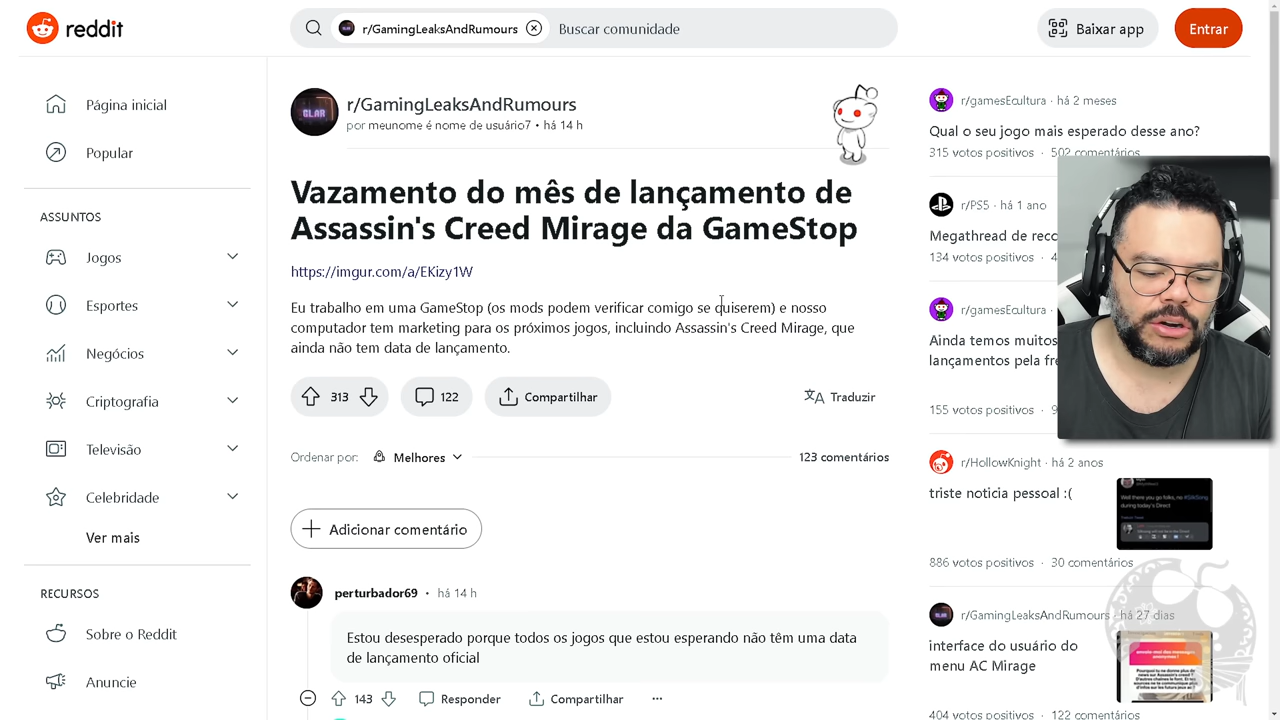 reddit
r/GamingLeaksAndRumours
Buscar comunidade
Baixar app
Entrar
Página inicial
Popular
ASSUNTOS
Jogos
Esportes
Negócios
Criptografia
Televisão
Celebridade
Ver mais
RECURSOS
Sobre o Reddit
Anuncie
GLAR
r/GamingLeaksAndRumours
por meunome é nome de usuário7 • há 14 h
Vazamento do mês de lançamento de
Assassin's Creed Mirage da GameStop
https://imgur.com/a/EKizy1W
Eu trabalho em uma GameStop (os mods podem verificar comigo se quiserem) e nosso
computador tem marketing para os próximos jogos, incluindo Assassin's Creed Mirage, que
ainda não tem data de lançamento.
313
122
Compartilhar
Traduzir
Ordenar por:
Melhores
123 comentários
Adicionar comentário
perturbador69 • há 14 h
Estou desesperado porque todos os jogos que estou esperando não têm uma data
de lançamento oficial
143
Responder
Compartilhar
r/gamesEcultura · há 2 meses
Qual o seu jogo mais esperado desse ano?
315 votos positivos · 502 comentários
r/PS5 · há 1 ano
Megathread de
134 votos positivos ·
r/gamesEcultura
Ainda temos muitos
lançamentos pela
155 votos positivos ·
r/HollowKnight · há 2 anos
triste noticia pessoal :(
886 votos positivos · 30 comentários
r/GamingLeaksAndRumours · há 27 dias
interface do usuário do
menu AC Mirage
404 votos positivos · 122 comentários